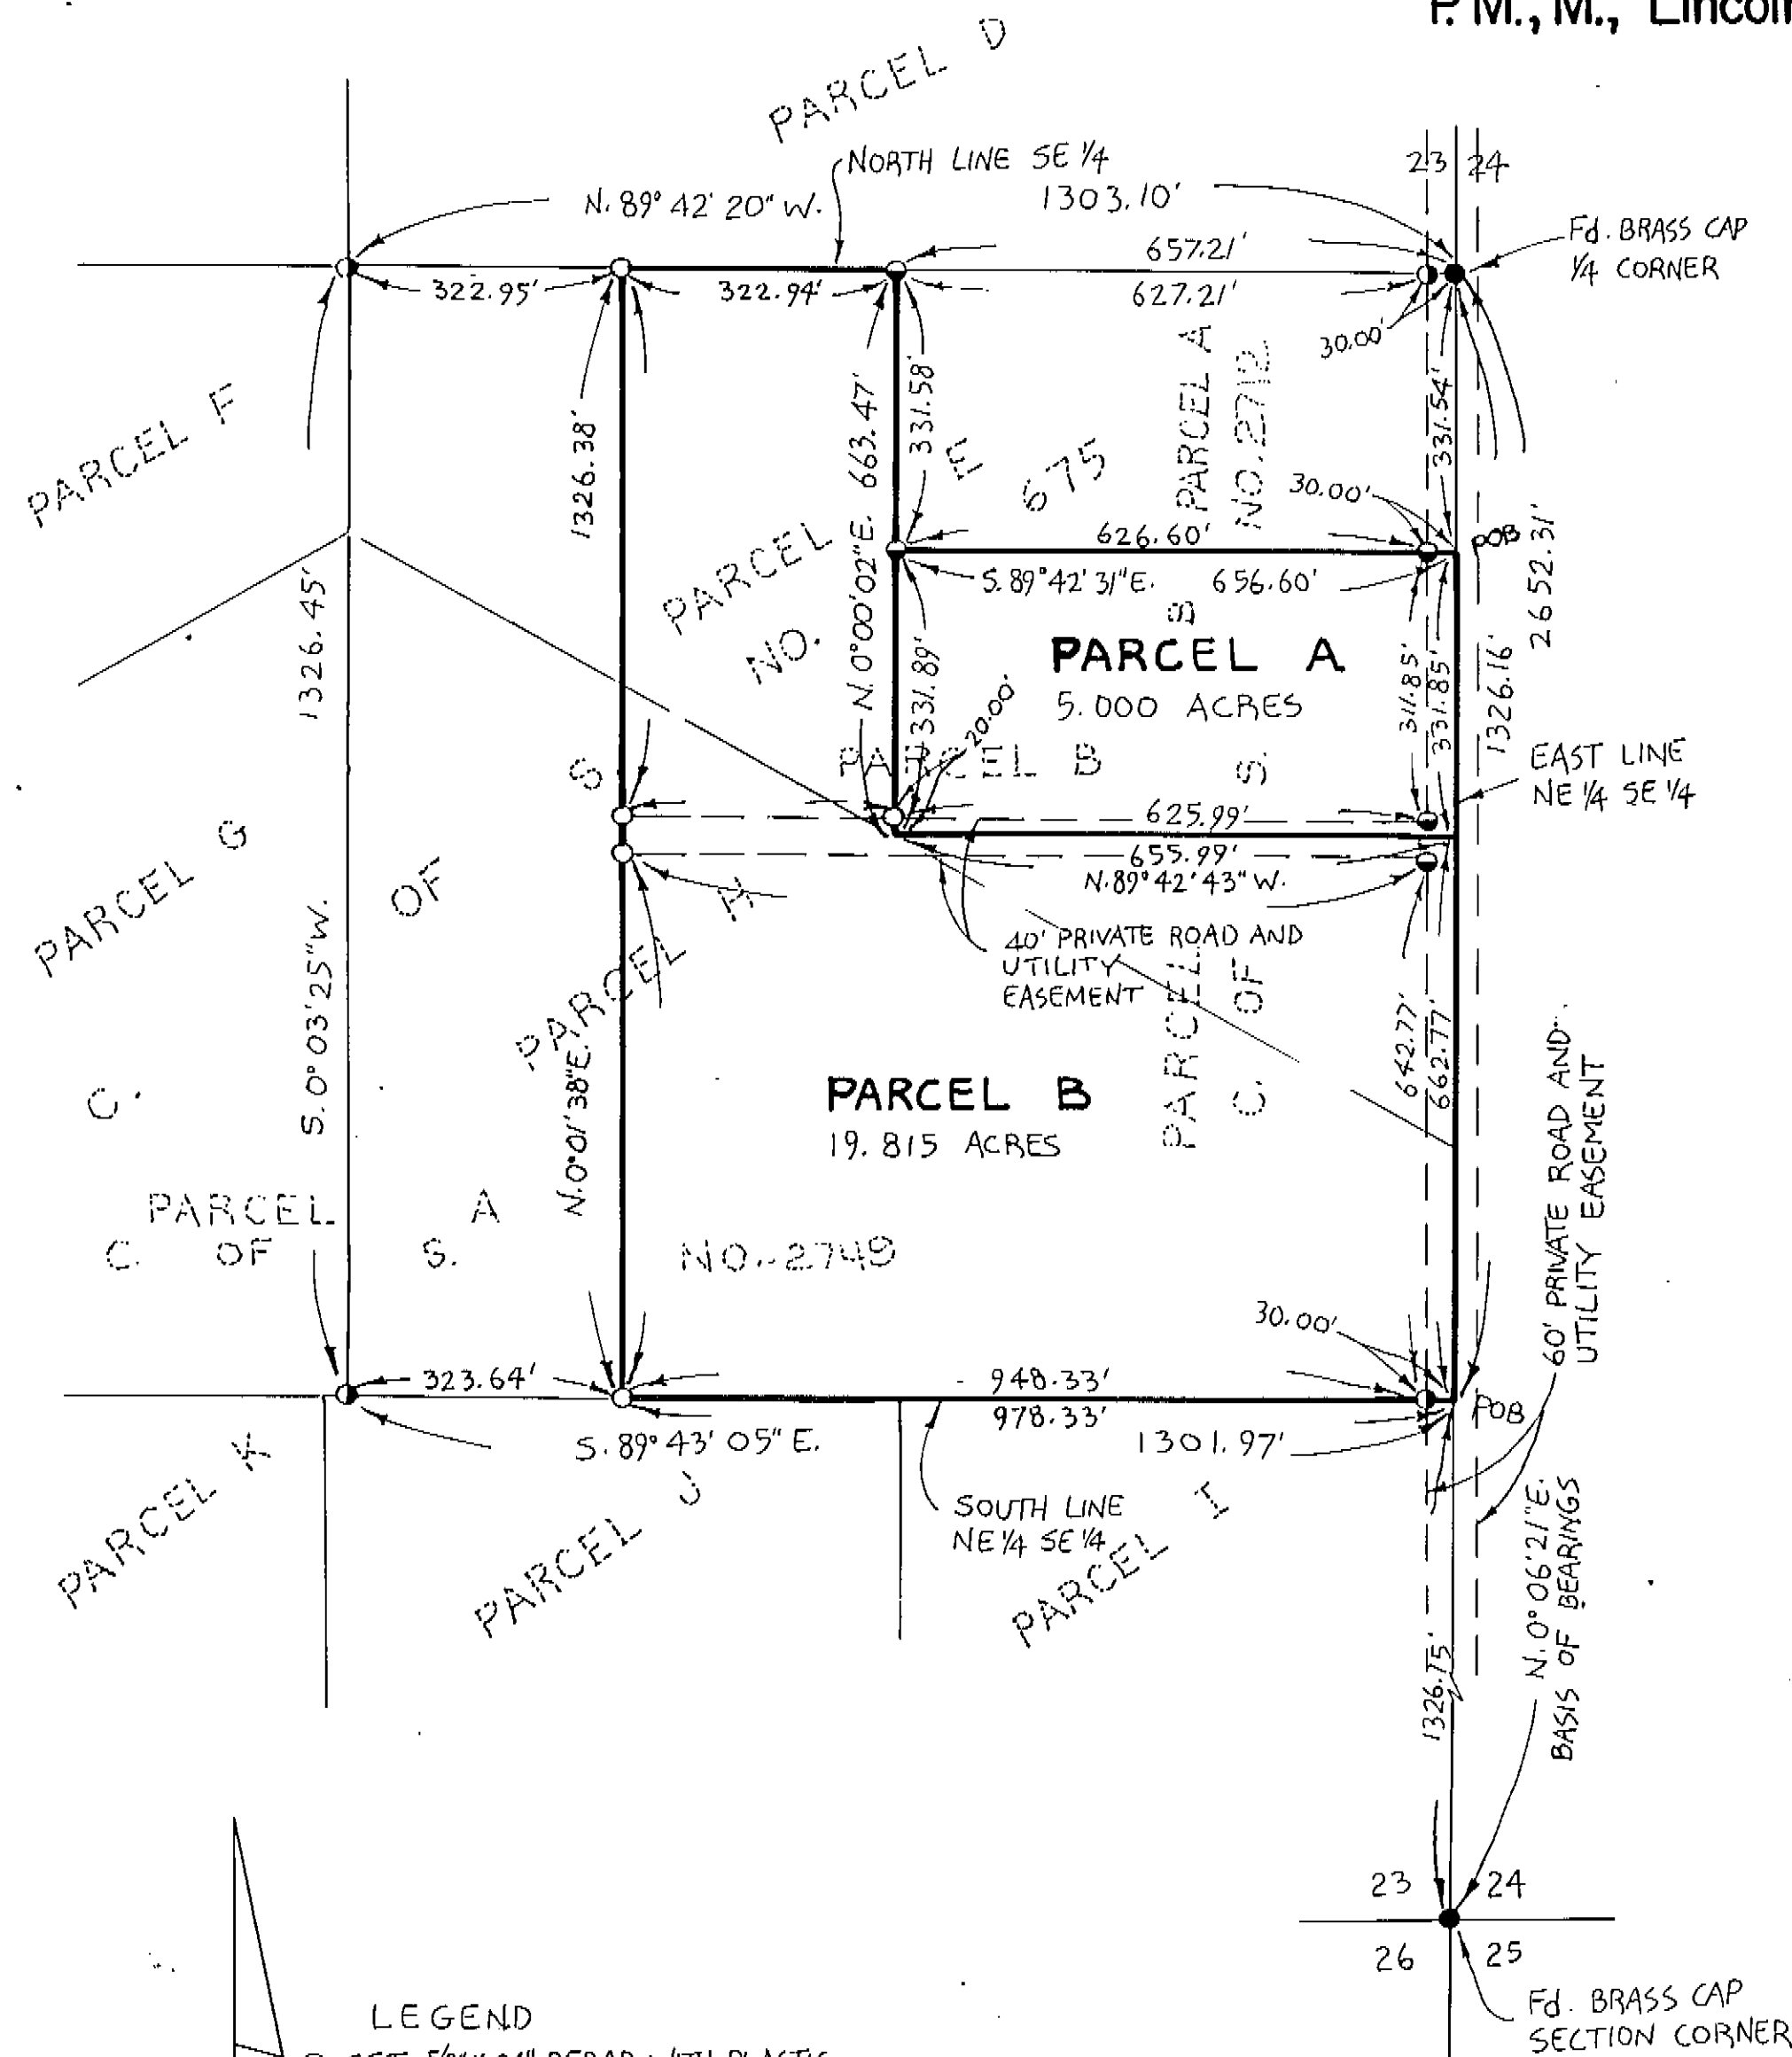 P. M., M., Lincoln
PARCEL D
NORTH LINE SE 1/4
23 24
N. 89° 42' 20" W.
1303.10'
Fd. BRASS CAP
1/4 CORNER
657.21'
322.95'
322.94'
627.21'
30.00'
PARCEL F
1326.38'
663.47'
331.58'
PARCEL A
NO. 2712
331.54'
E
675
30.00'
626.60'
POB
2652.31'
S. 89° 42' 31" E.
656.60'
PARCEL
NO.
N. 0° 00' 02" E.
1326.45'
B
PARCEL A
5.000 ACRES
331.89'
20.00'
311.85'
331.85'
1326.16'
PARCEL B
S.
S
EAST LINE
NE 1/4 SE 1/4
625.99'
655.99'
N. 89° 42' 43" W.
PARCEL G
OF
PARCEL H
40' PRIVATE ROAD AND
UTILITY
EASEMENT
PARCEL
C. OF
642.77'
662.77'
S. 0° 03' 25" W.
N. 0° 01' 38" E.
C.
PARCEL B
19.815 ACRES
60' PRIVATE ROAD AND
UTILITY EASEMENT
PARCEL
A
C. OF
S.
NO. 2749
30.00'
323.64'
948.33'
978.33'
POB
S. 89° 43' 05" E.
1301.97'
PARCEL K
PARCEL J
SOUTH LINE
NE 1/4 SE 1/4
PARCEL I
N. 0° 06' 21" E.
BASIS OF BEARINGS
1326.15'
23
24
26
25
Fd. BRASS CAP
SECTION CORNER
LEGEND